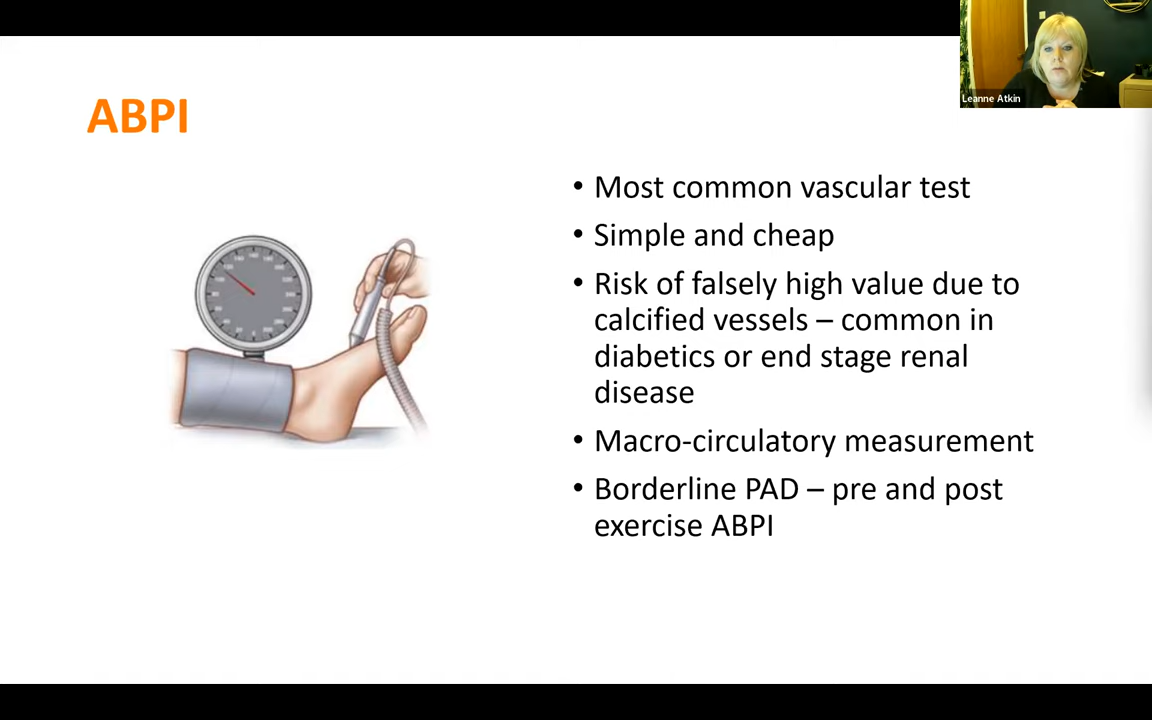 Leanne Atkin
ABPI
• Most common vascular test
• Simple and cheap
• Risk of falsely high value due to
calcified vessels – common in
diabetics or end stage renal
disease
• Macro-circulatory measurement
• Borderline PAD – pre and post
exercise ABPI